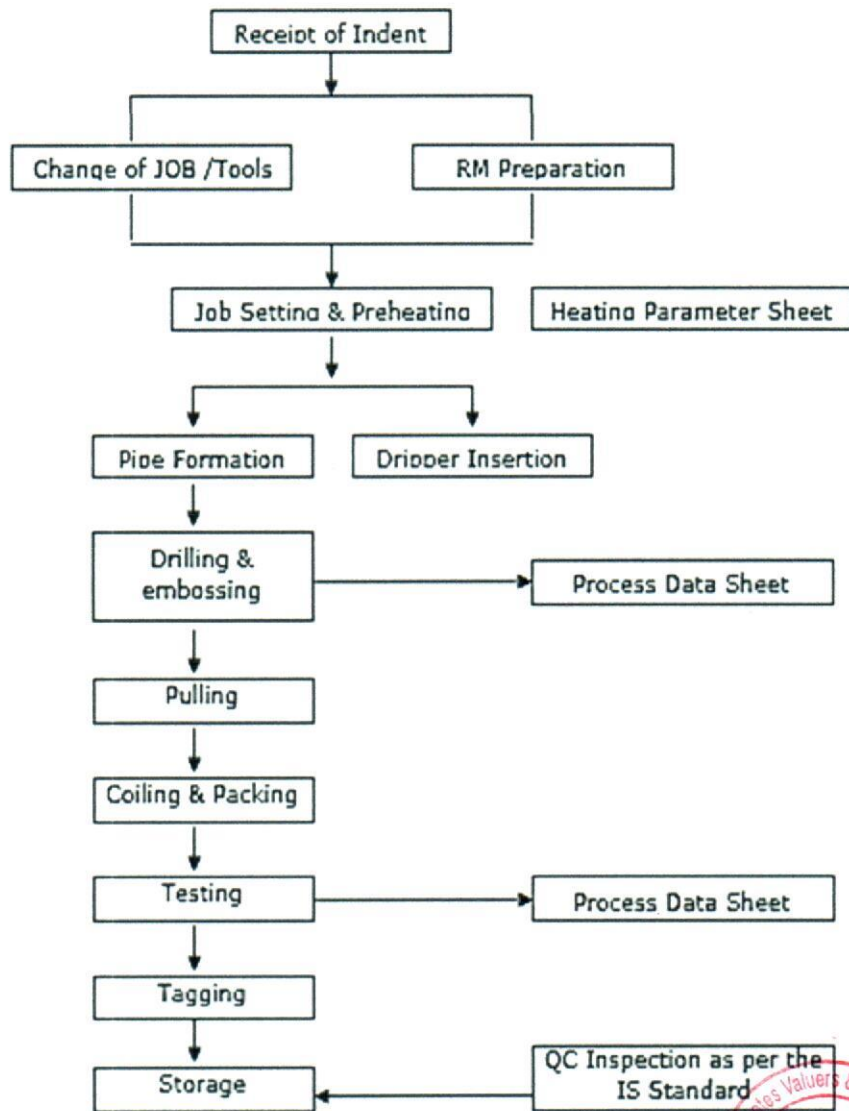 Receipt of Indent
Change of JOB /Tools
RM Preparation
Job Setting & Preheating
Heating Parameter Sheet
Pipe Formation
Dripper Insertion
Drilling &
embossing
Process Data Sheet
Pulling
Coiling & Packing
Testing
Process Data Sheet
Tagging
Storage
QC Inspection as per the
IS Standard
Valuers &